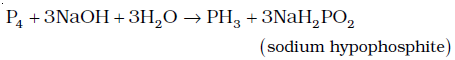 P₄ + 3NaOH + 3H₂O → PH₃ + 3NaH₂PO₂
(sodium hypophosphite)